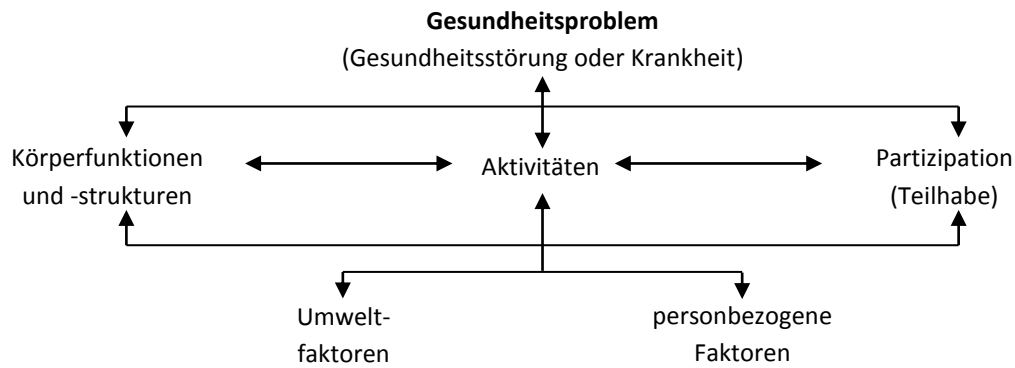 Gesundheitsproblem
(Gesundheitsstörung oder Krankheit)
Körperfunktionen
und -strukturen
Aktivitäten
Partizipation
(Teilhabe)
Umwelt-
faktoren
personbezogene
Faktoren